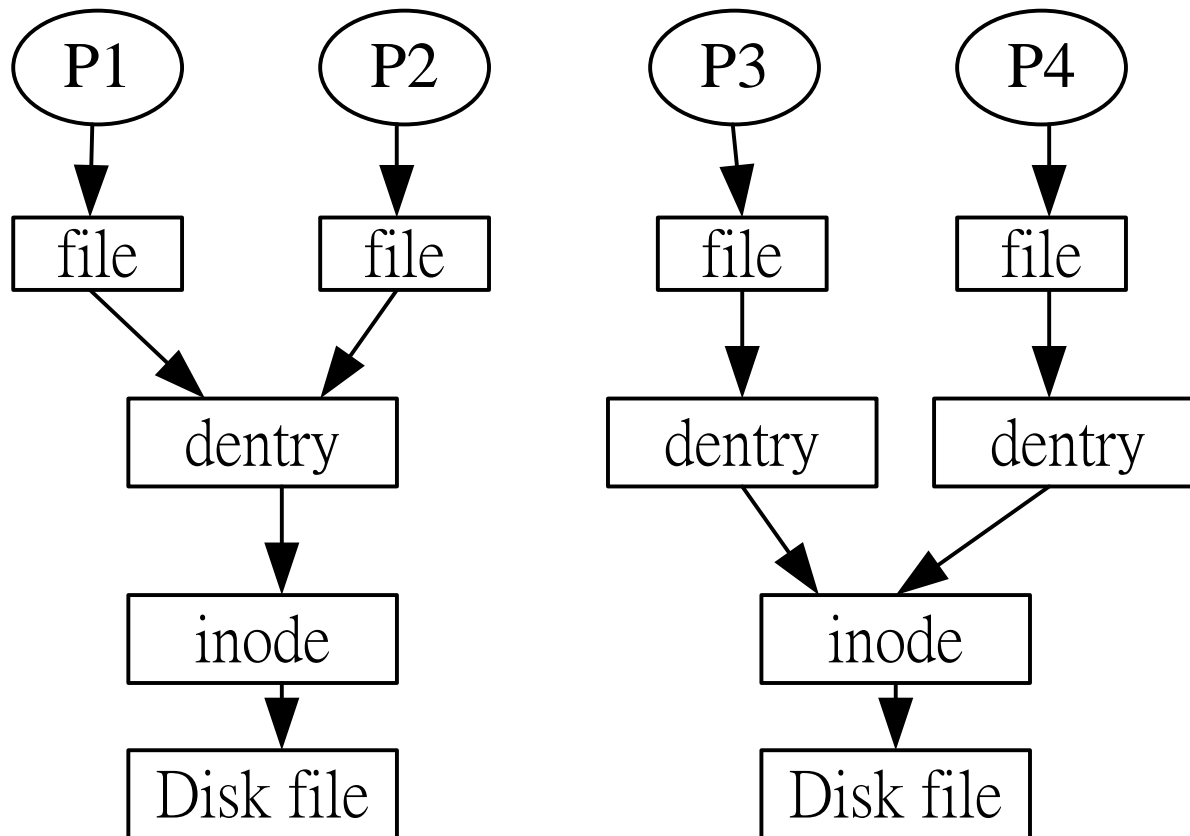 P1
P2
P3
P4
file
file
file
file
dentry
dentry
dentry
inode
inode
Disk file
Disk file